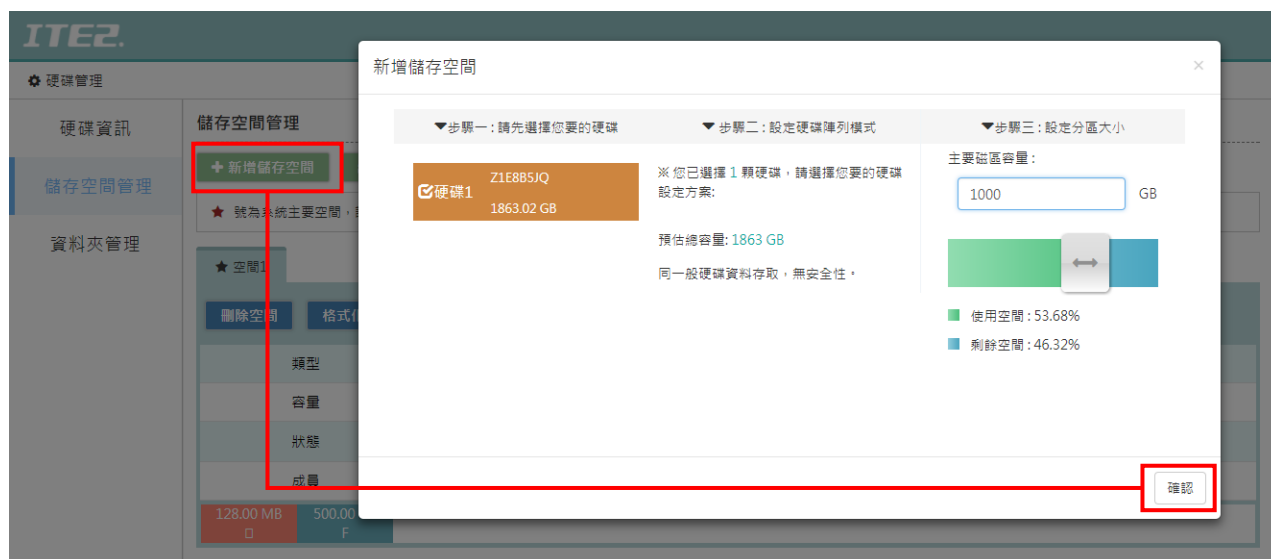 ITE2.
硬碟管理
硬碟資訊
儲存空間管理
資料夾管理
儲存空間管理
新增儲存空間
★ 號為系統主要空間，
★ 空間1
刪除空間
格式化
類型
容量
狀態
成員
128.00 MB
500.00
F
新增儲存空間
×
▼步驟一 : 請先選擇您要的硬碟
▼ 步驟二 : 設定硬碟陣列模式
▼步驟三 : 設定分區大小
硬碟1
Z1E8B5JQ
1863.02 GB
※ 您已選擇 1 顆硬碟，請選擇您要的硬碟
設定方案:
預估總容量: 1863 GB
同一般硬碟資料存取，無安全性。
主要磁區容量 :
1000 GB
使用空間 : 53.68%
剩餘空間 : 46.32%
確認